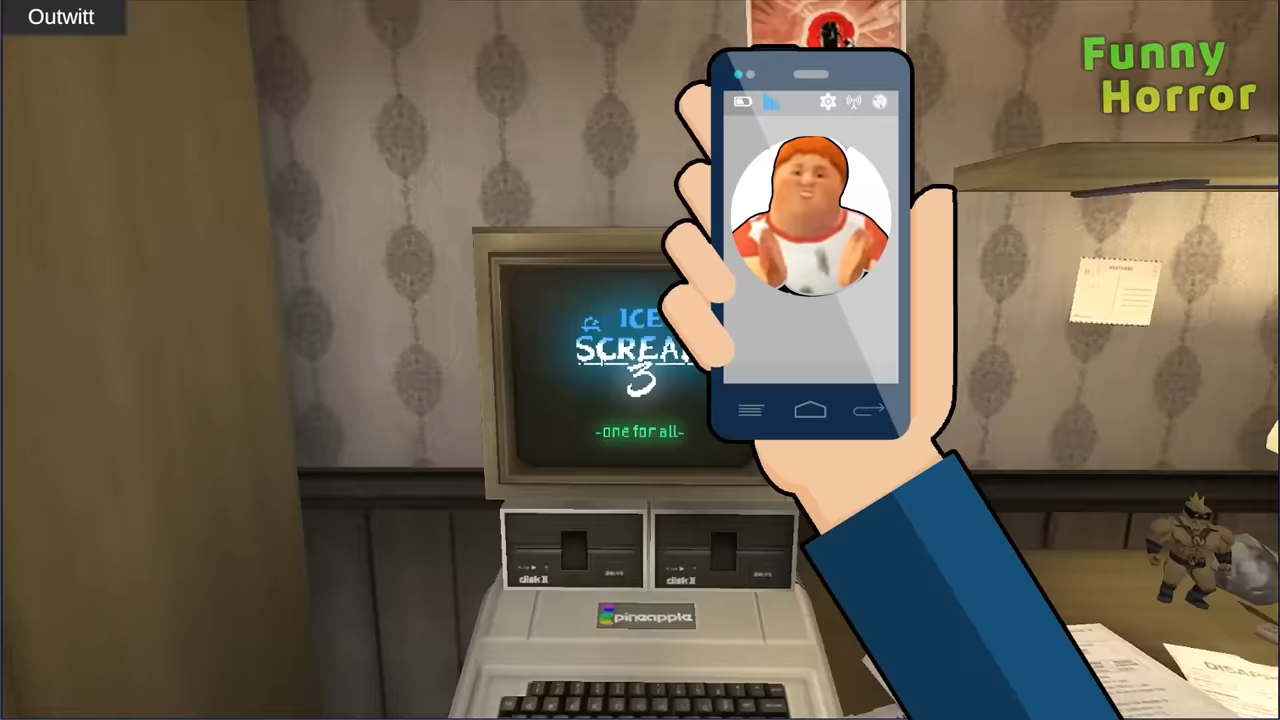 Outwitt
Funny
Horror
ICE
SCREA
3
-one for all-
disk II
disk II
pineapple